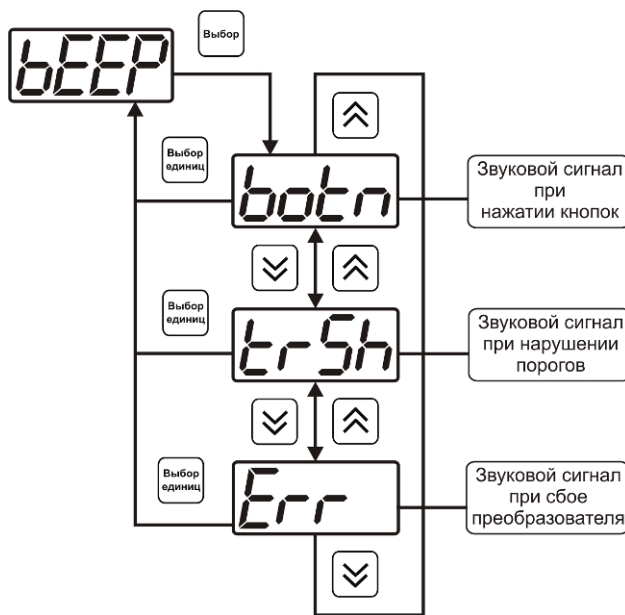 bEEP
Выбор
Выбор
единиц
botn
Звуковой сигнал
при
нажатии кнопок
Выбор
единиц
trSh
Звуковой сигнал
при нарушении
порогов
Выбор
единиц
Err
Звуковой сигнал
при сбое
преобразователя